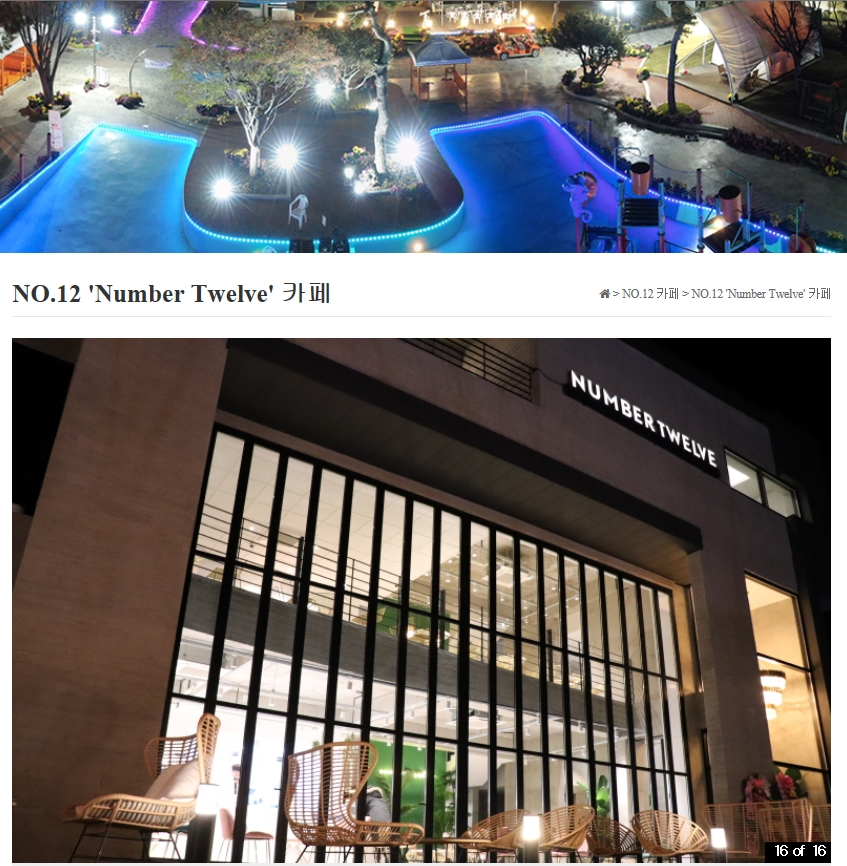 NO.12 'Number Twelve' 카페
> NO.12 카페 > NO.12 'Number Twelve' 카페
NUMBER TWELVE
16 of 16